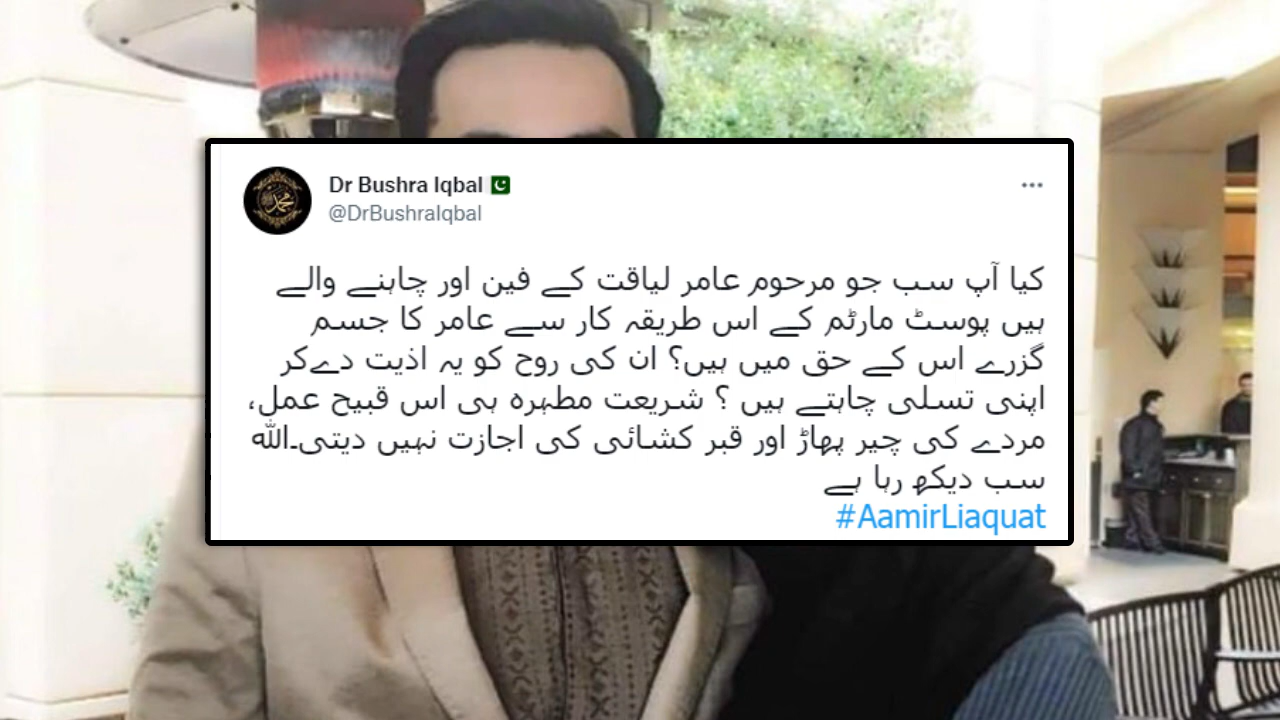 Dr Bushra Iqbal
@DrBushraIqbal
کیا آپ سب جو مرحوم عامر لیاقت کے فین اور چاہنے والے
ہیں پوسٹ مارٹم کے اس طریقہ کار سے عامر کا جسم
گزرے اس کے حق میں ہیں؟ ان کی روح کو یہ اذیت دےکر
اپنی تسلی چاہتے ہیں ؟ شریعت مطہرہ ہی اس قبیح عمل،
مردے کی چیر پھاڑ اور قبر کشائی کی اجازت نہیں دیتی۔اللہ
سب دیکھ رہا ہے
#AamirLiaquat